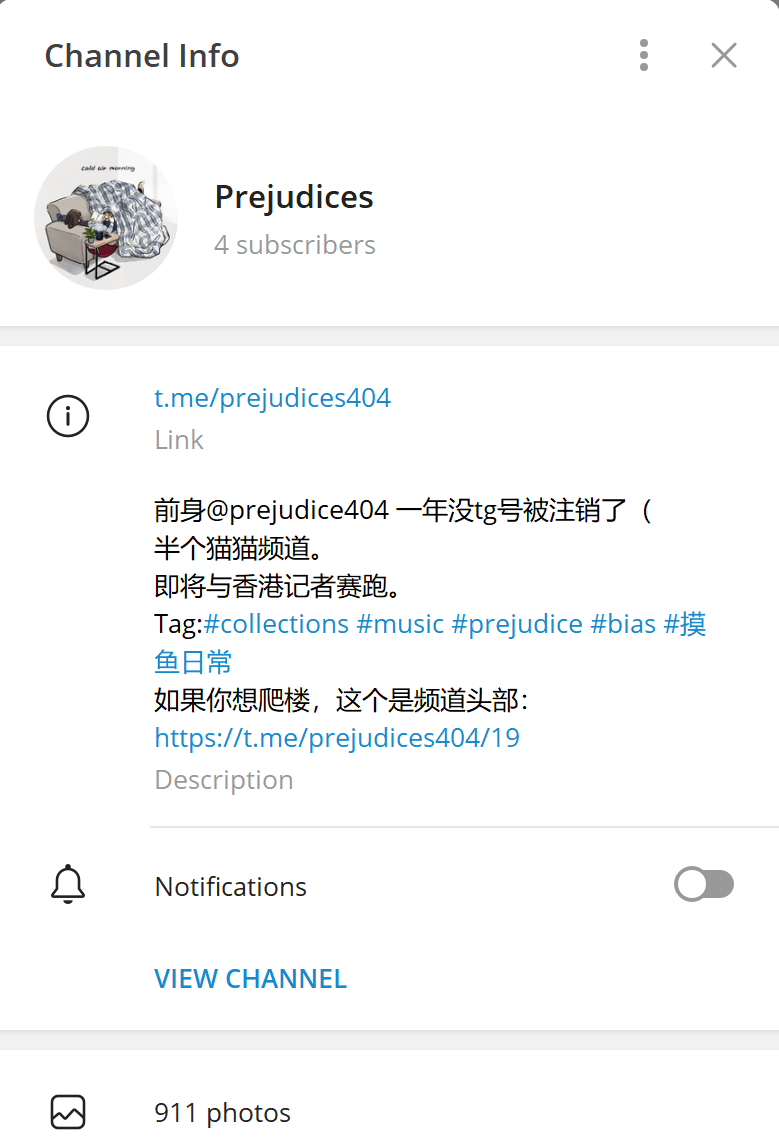 Channel Info
cold air morning
Prejudices
4 subscribers
t.me/prejudices404
Link
前身@prejudice404 一年没tg号被注销了（
半个猫猫频道。
即将与香港记者赛跑。
Tag:#collections #music #prejudice #bias #摸
鱼日常
如果你想爬楼，这个是频道头部：
https://t.me/prejudices404/19
Description
Notifications
VIEW CHANNEL
911 photos